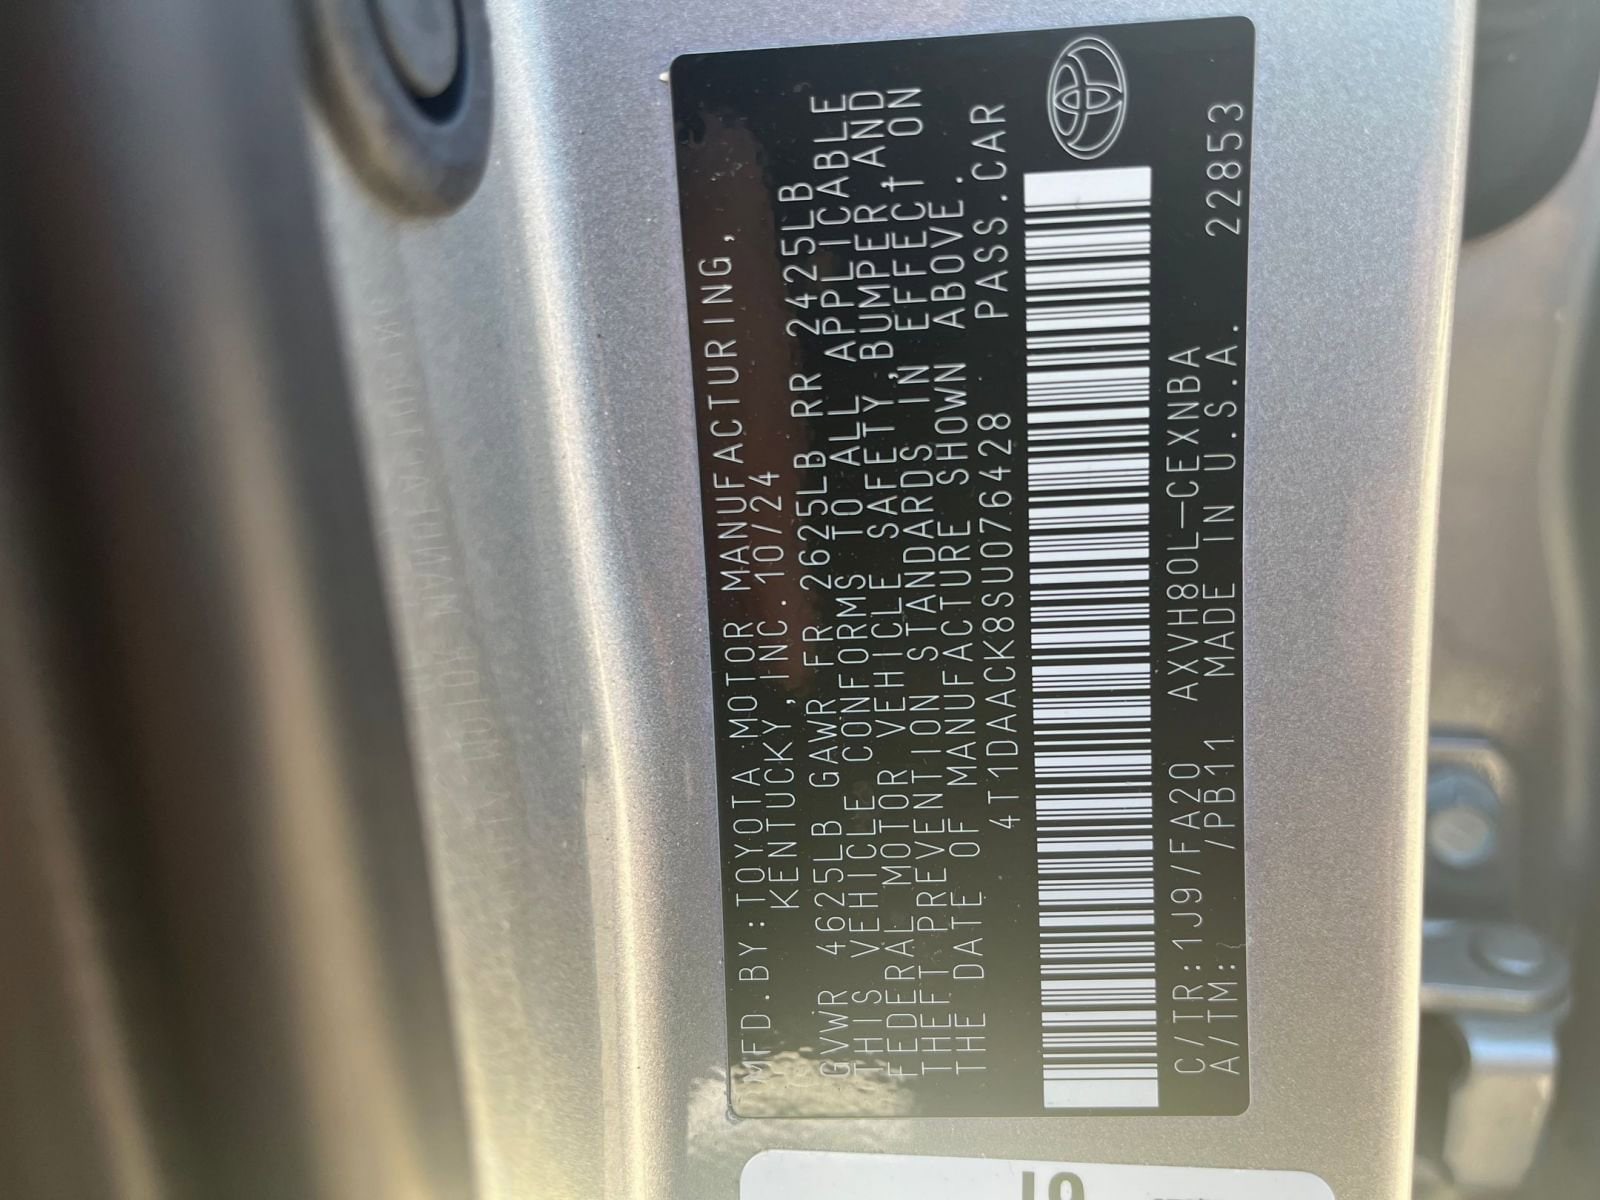 MFD.BY:TOYOTA MOTOR MANUFACTURING,
KENTUCKY,INC. 10/24
GVWR 4625LB GAWR FR 2625LB RR 2425LB
THIS VEHICLE CONFORMS TO ALL APPLICABLE
FEDERAL MOTOR VEHICLE SAFETY,BUMPER,AND
THEFT PREVENTION STANDARDS IN EFFECT ON
THE DATE OF MANUFACTURE SHOWN ABOVE.
4T1DAACK8SU076428 PASS.CAR
C/TR:1J9/FA20 AXVH80L-CEXNBA 22853
A/TM: /PB11 MADE IN U.S.A.